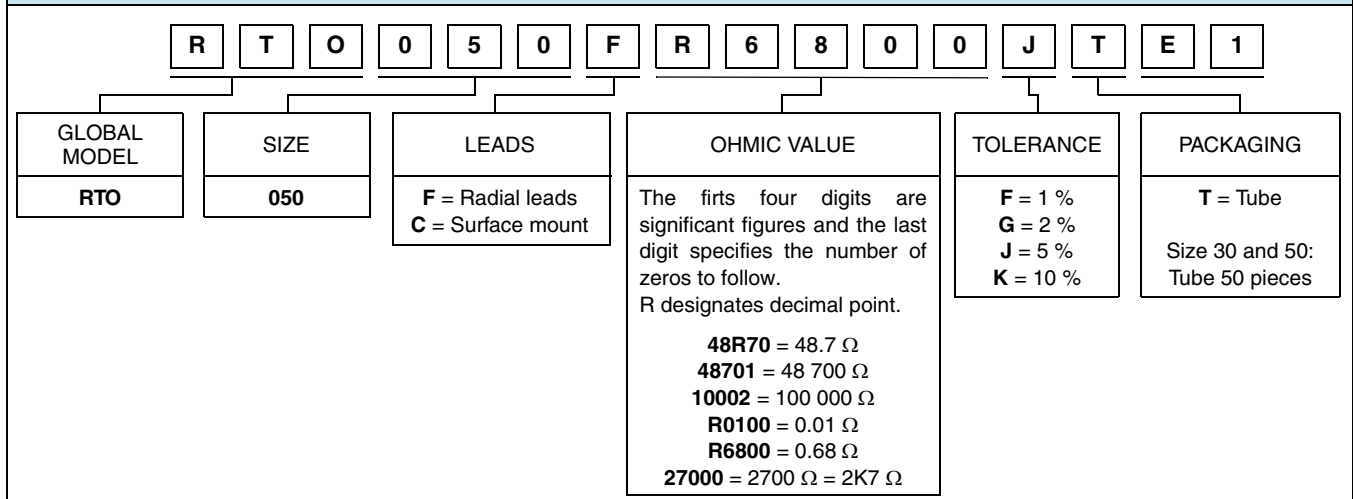 R T O 0 5 0 F R 6 8 0 0 J T E 1
GLOBAL
MODEL
RTO
SIZE
050
LEADS
F = Radial leads
C = Surface mount
OHMIC VALUE
The firts four digits are
significant figures and the last
digit specifies the number of
zeros to follow.
R designates decimal point.
48R70 = 48.7 Ω
48701 = 48 700 Ω
10002 = 100 000 Ω
R0100 = 0.01 Ω
R6800 = 0.68 Ω
27000 = 2700 Ω = 2K7 Ω
TOLERANCE
F = 1 %
G = 2 %
J = 5 %
K = 10 %
PACKAGING
T = Tube
Size 30 and 50:
Tube 50 pieces